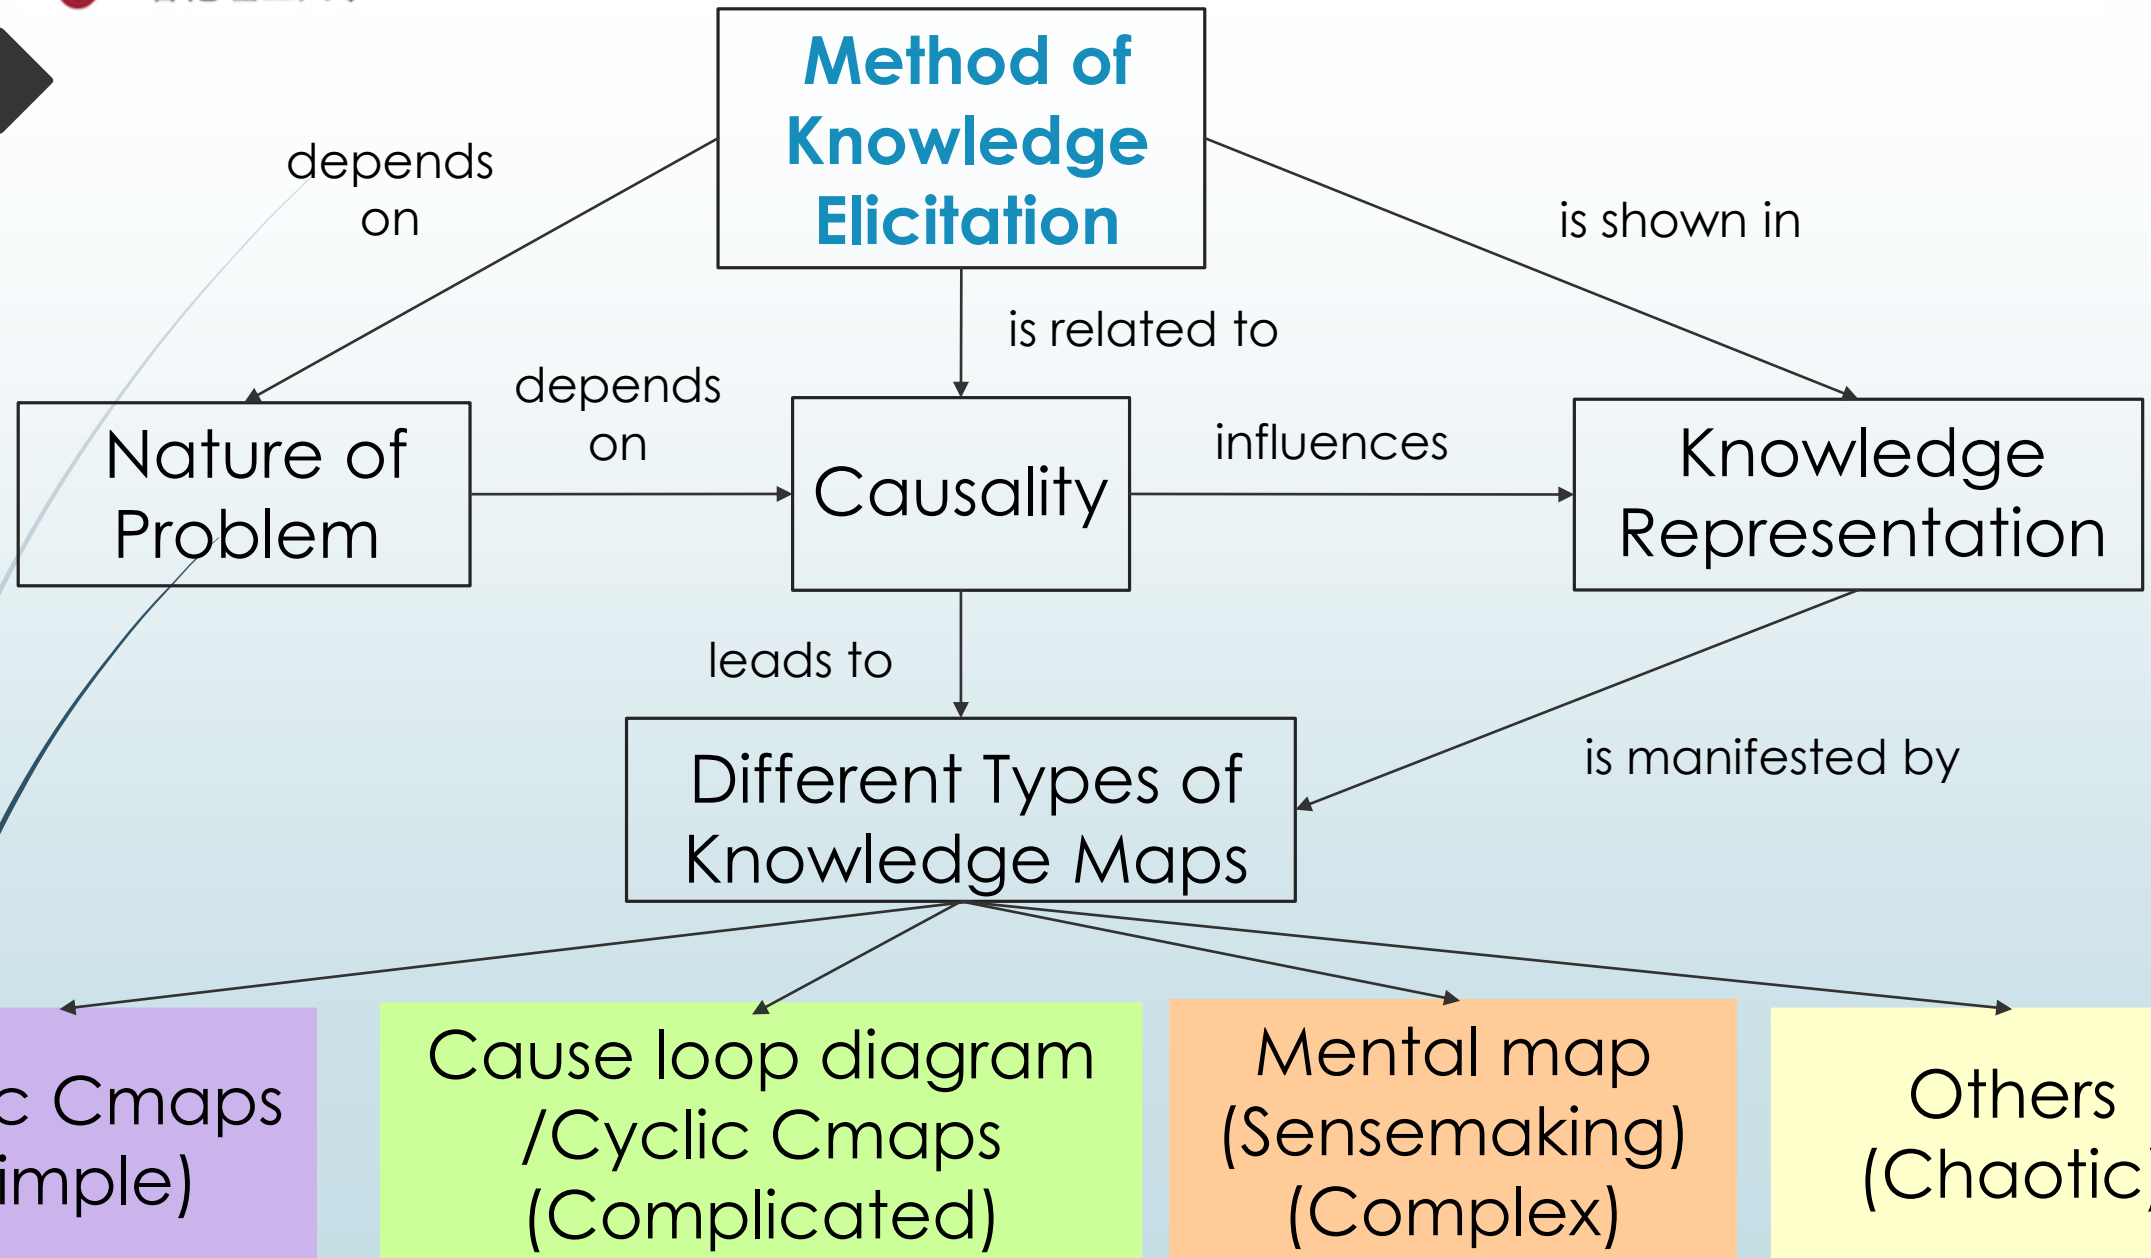 Method of
Knowledge
Elicitation
depends
on
is shown in
is related to
depends
on
influences
Nature of
Problem
Causality
Knowledge
Representation
leads to
is manifested by
Different Types of
Knowledge Maps
Cmaps
Cause loop diagram
/Cyclic Cmaps
(Complicated)
Mental map
(Sensemaking)
(Complex)
Others
(Chaotic)